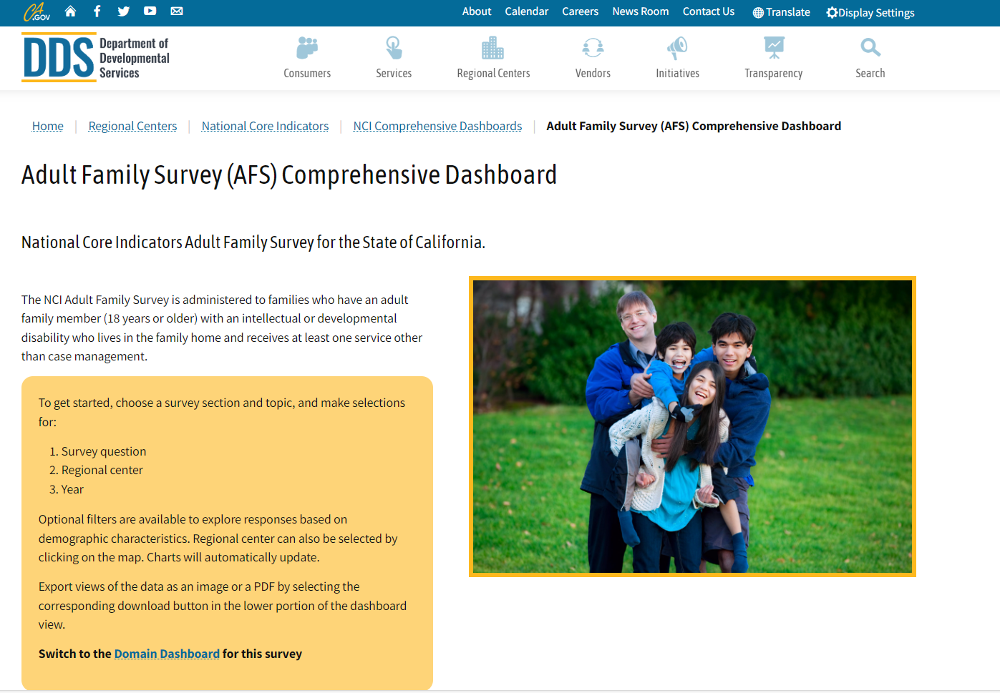 CA.GOV
About Calendar Careers News Room Contact Us Translate Display Settings
DDS Department of
Developmental
Services
Consumers Services Regional Centers Vendors Initiatives Transparency Search
Home Regional Centers National Core Indicators NCI Comprehensive Dashboards Adult Family Survey (AFS) Comprehensive Dashboard
Adult Family Survey (AFS) Comprehensive Dashboard
National Core Indicators Adult Family Survey for the State of California.
The NCI Adult Family Survey is administered to families who have an adult
family member (18 years or older) with an intellectual or developmental
disability who lives in the family home and receives at least one service other
than case management.
To get started, choose a survey section and topic, and make selections
for:
1. Survey question
2. Regional center
3. Year
Optional filters are available to explore responses based on
demographic characteristics. Regional center can also be selected by
clicking on the map. Charts will automatically update.
Export views of the data as an image or a PDF by selecting the
corresponding download button in the lower portion of the dashboard
view.
Switch to the Domain Dashboard for this survey